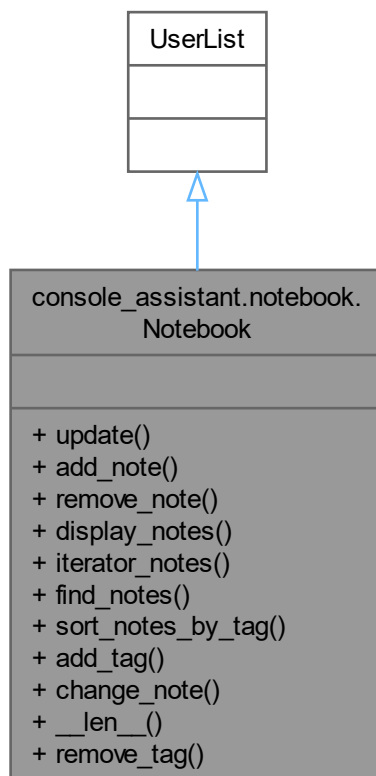 UserList
console_assistant.notebook.
Notebook
+ update()
+ add_note()
+ remove_note()
+ display_notes()
+ iterator_notes()
+ find_notes()
+ sort_notes_by_tag()
+ add_tag()
+ change_note()
+ __len__()
+ remove_tag()